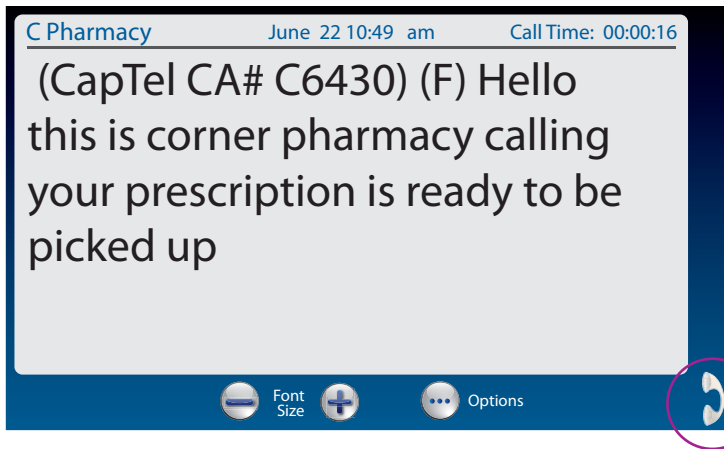 C Pharmacy June 22 10:49 am Call Time: 00:00:16
(CapTel CA# C6430) (F) Hello
this is corner pharmacy calling
your prescription is ready to be
picked up
Font
Size
Options